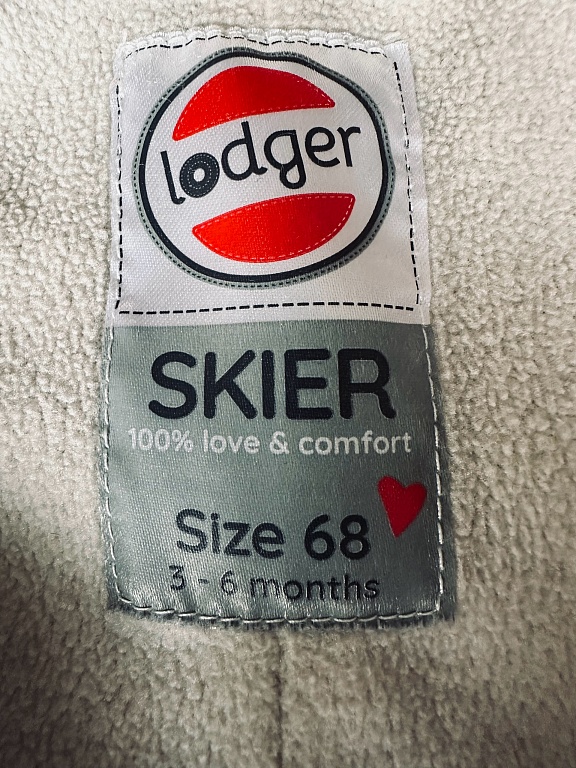 lodger
SKIER
100% love & comfort
Size 68
3 - 6 months